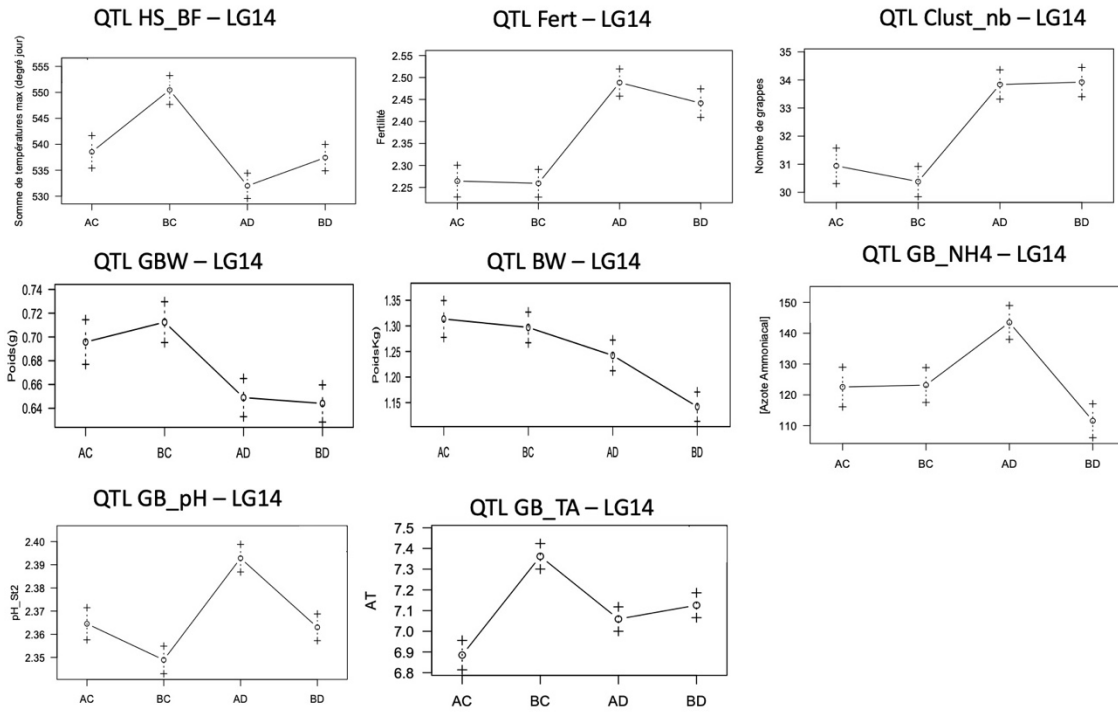 QTL HS_BF – LG14
Somme de températures max (degré jour)
555
550
545
540
535
530
AC BC AD BD
QTL Fert – LG14
Fertilité
2.55
2.50
2.45
2.40
2.35
2.30
2.25
AC BC AD BD
QTL Clust_nb – LG14
Nombre de grappes
35
34
33
32
31
30
AC BC AD BD
QTL GBW – LG14
Poids(g)
0.74
0.72
0.70
0.68
0.66
0.64
AC BC AD BD
QTL BW – LG14
PoidsKg)
1.35
1.30
1.25
1.20
1.15
AC BC AD BD
QTL GB_NH4 – LG14
[Azote Ammoniacal]
150
140
130
120
110
AC BC AD BD
QTL GB_pH – LG14
pH_St2
2.40
2.39
2.38
2.37
2.36
2.35
AC BC AD BD
QTL GB_TA – LG14
AT
7.5
7.4
7.3
7.2
7.1
7.0
6.9
6.8
AC BC AD BD